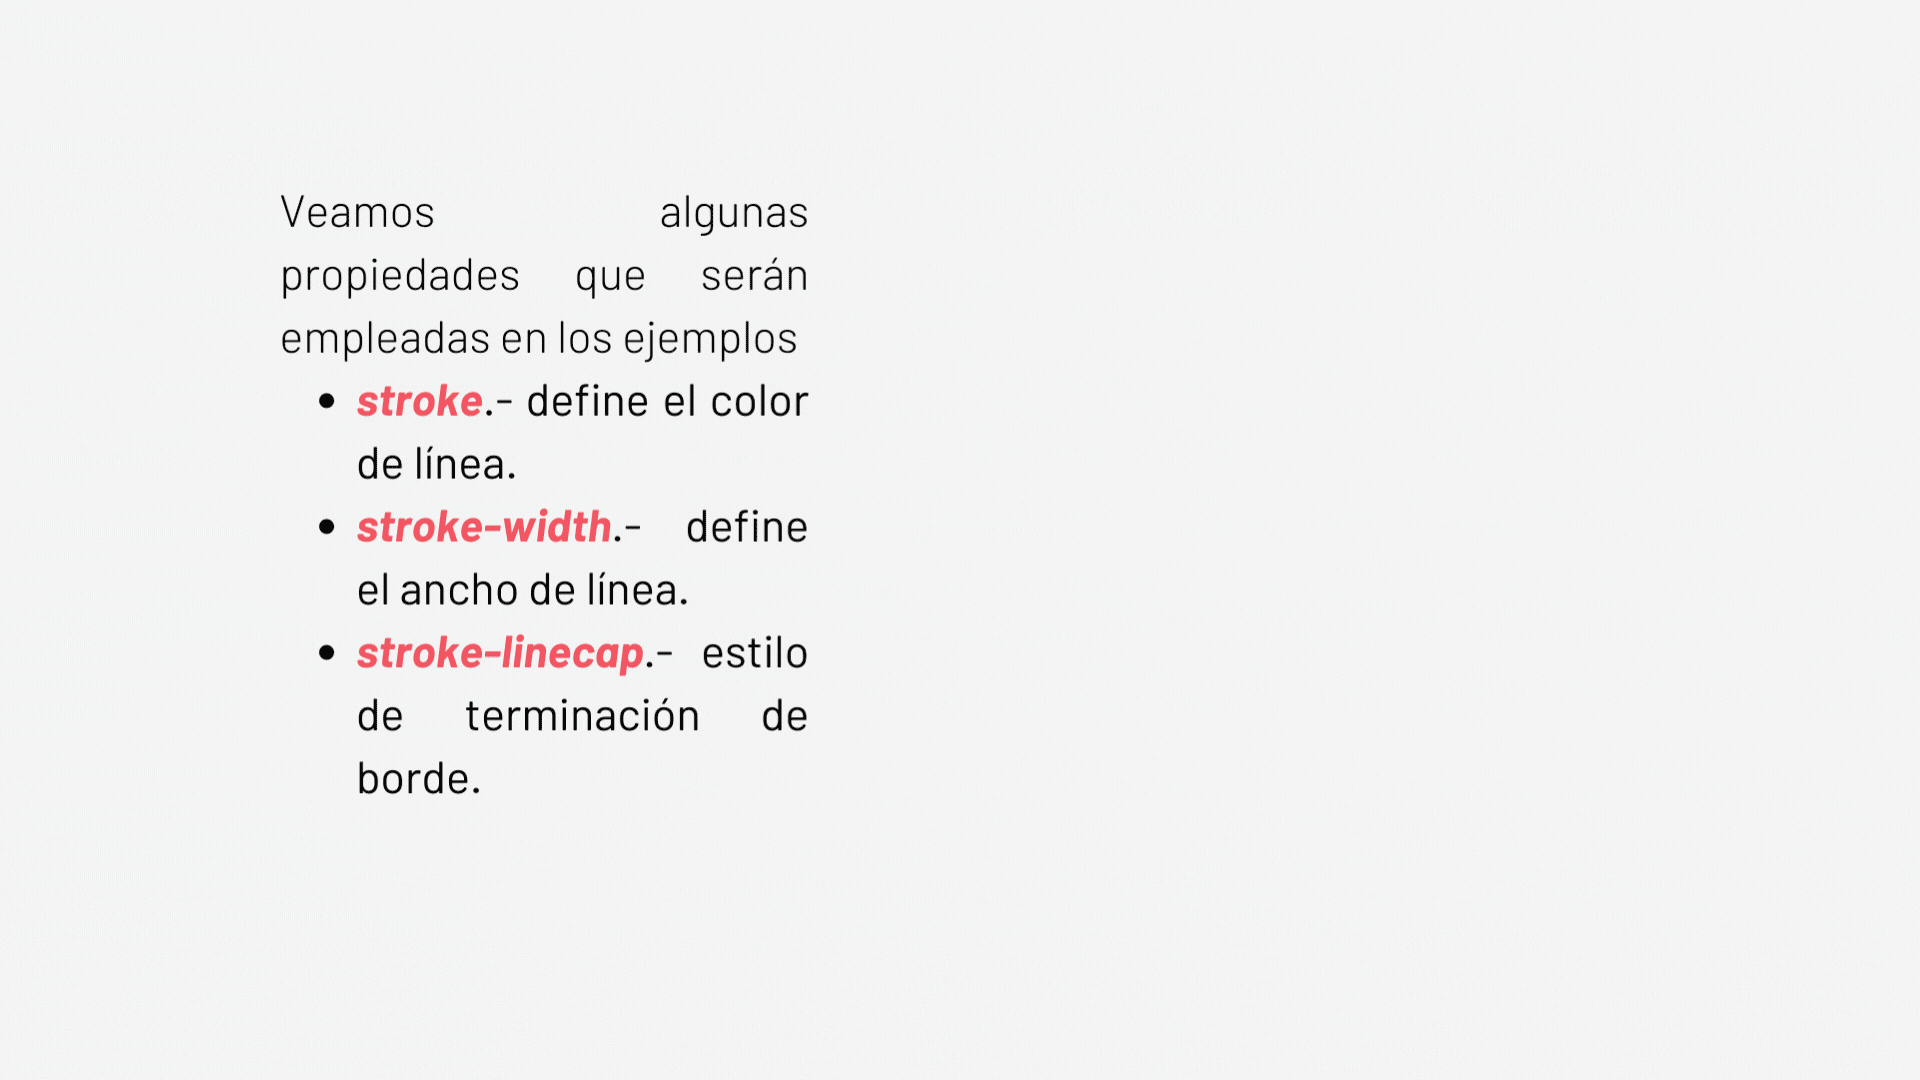 Veamos algunas
propiedades que serán
empleadas en los ejemplos
• stroke.- define el color
de línea.
• stroke-width.- define
el ancho de línea.
• stroke-linecap.- estilo
de terminación de
borde.